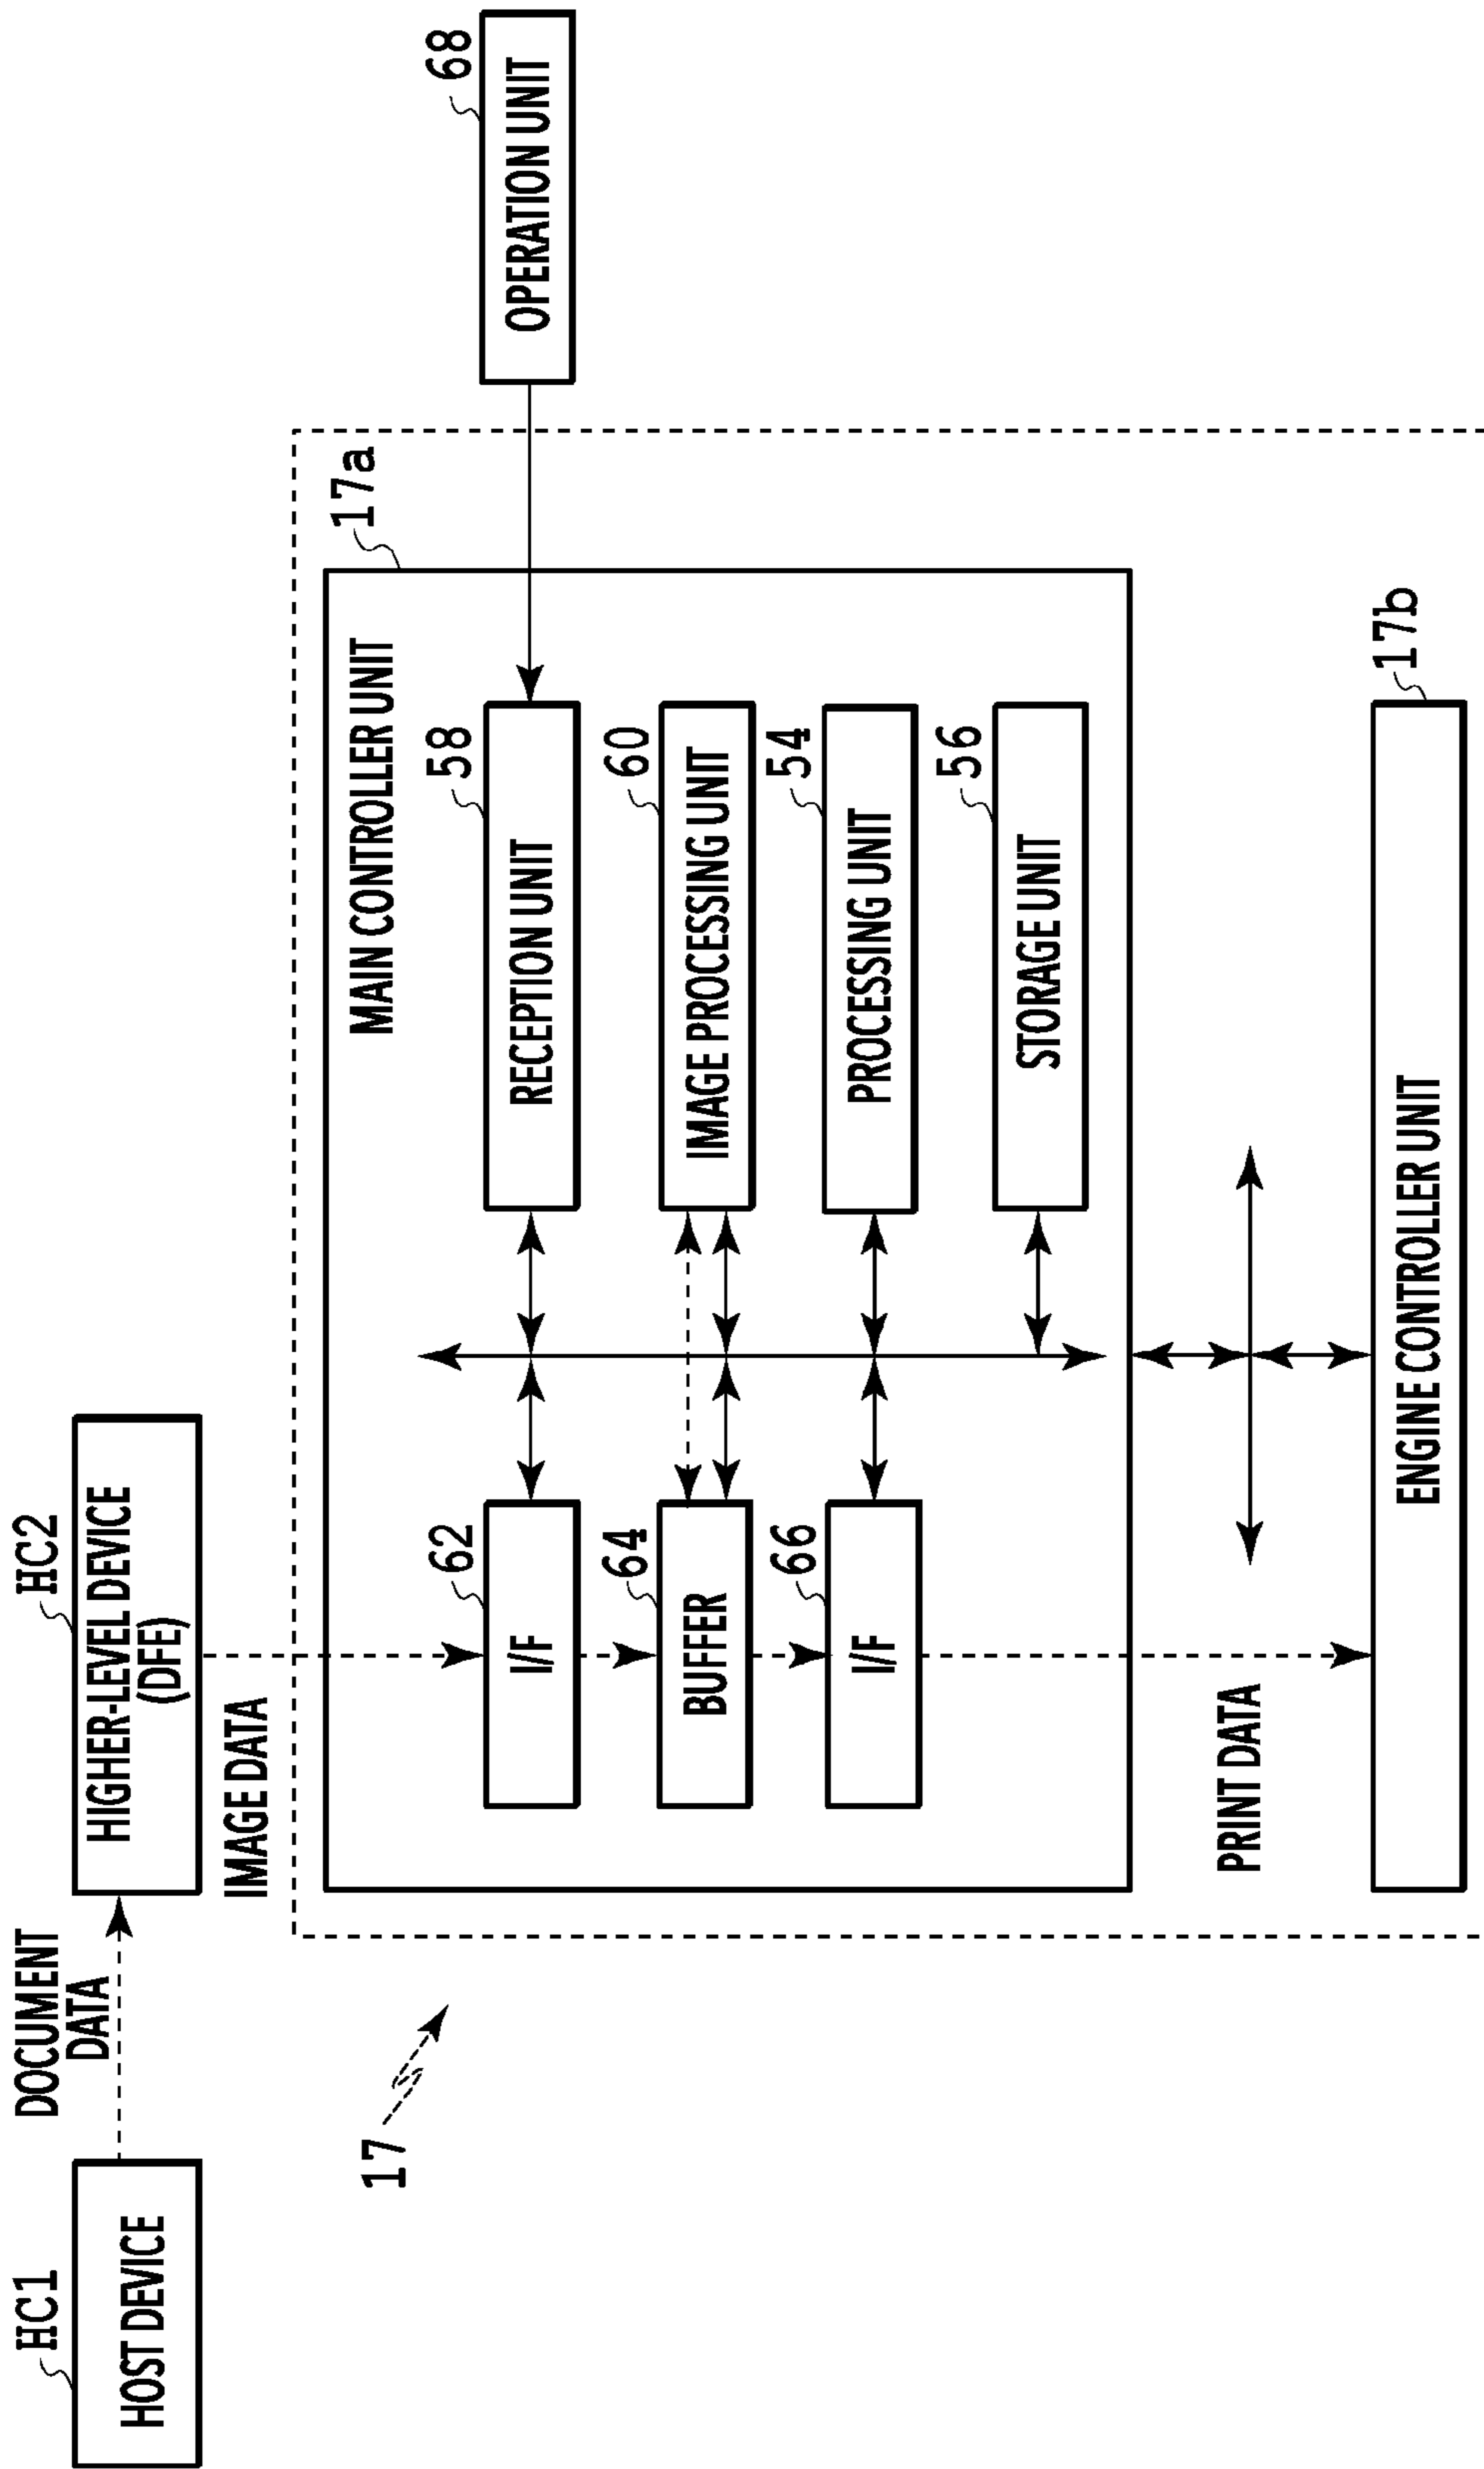 HC1
HOST DEVICE
DOCUMENT
DATA
HC2
HIGHER-LEVEL DEVICE
(DFE)
IMAGE DATA
17
17a
MAIN CONTROLLER UNIT
62
I/F
58
RECEPTION UNIT
68
OPERATION UNIT
64
BUFFER
60
IMAGE PROCESSING UNIT
66
I/F
54
PROCESSING UNIT
56
STORAGE UNIT
PRINT DATA
17b
ENGINE CONTROLLER UNIT